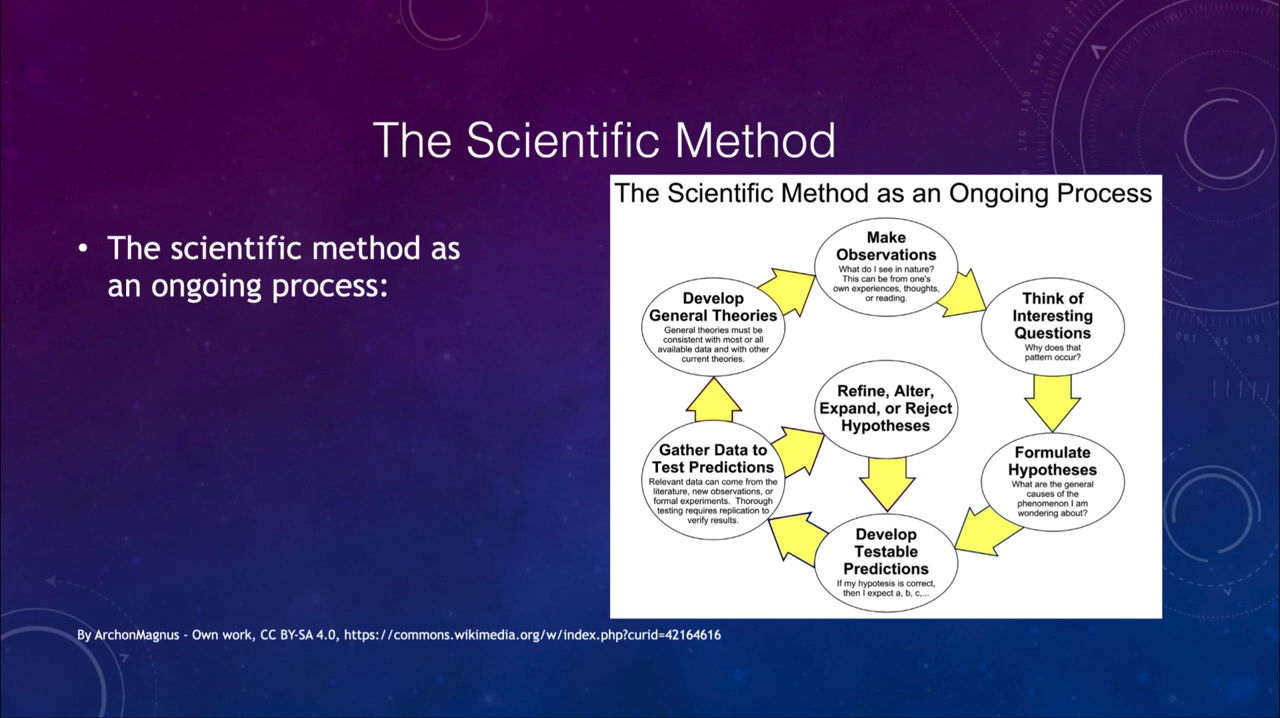 The Scientific Method
• The scientific method as
an ongoing process:
The Scientific Method as an Ongoing Process
Make
Observations
What do I see in nature?
This can be from one's
own experiences, thoughts,
or reading.
Think of
Interesting
Questions
Why does that
pattern occur?
Formulate
Hypotheses
What are the general
causes of the
phenomenon I am
wondering about?
Develop
Testable
Predictions
If my hypotesis is correct,
then I expect a, b, c,...
Gather Data to
Test Predictions
Relevant data can come from the
literature, new observations, or
formal experiments. Thorough
testing requires replication to
verify results.
Refine, Alter,
Expand, or Reject
Hypotheses
Develop
General Theories
General theories must be
consistent with most or all
available data and with other
current theories.
By ArchonMagnus - Own work, CC BY-SA 4.0, https://commons.wikimedia.org/w/index.php?curid=42164616